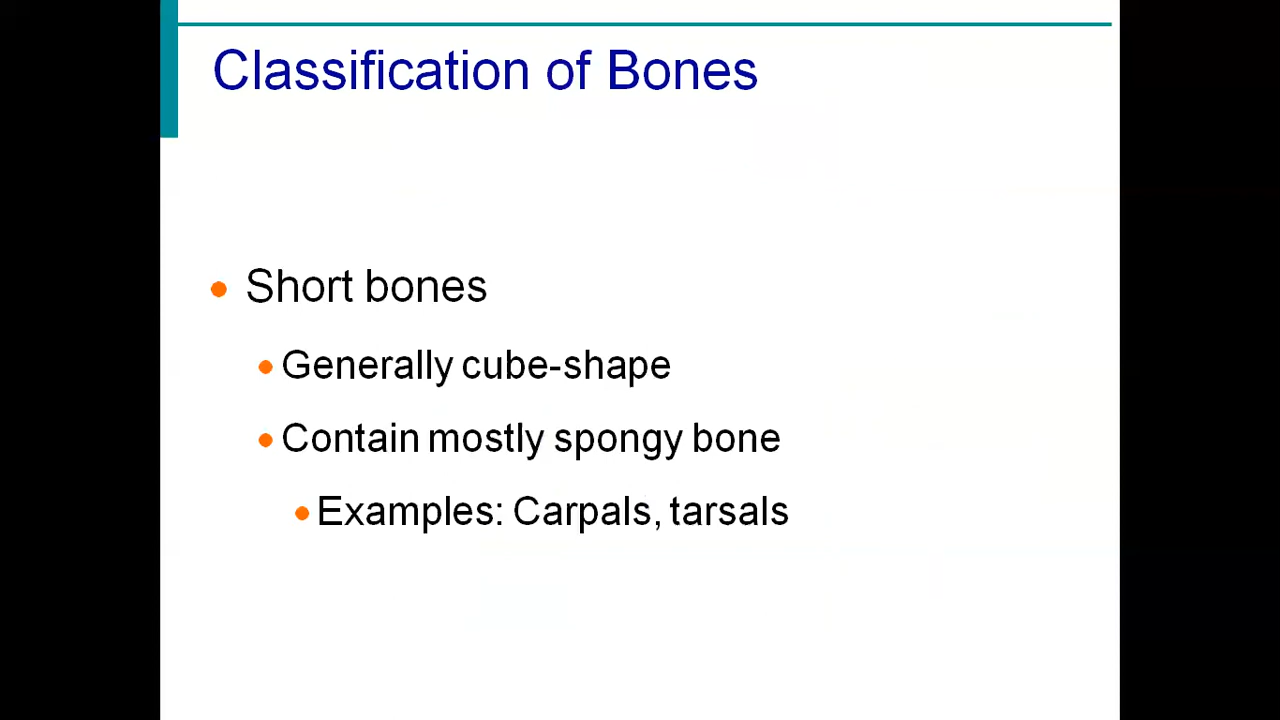 Classification of Bones
• Short bones
• Generally cube-shape
• Contain mostly spongy bone
• Examples: Carpals, tarsals